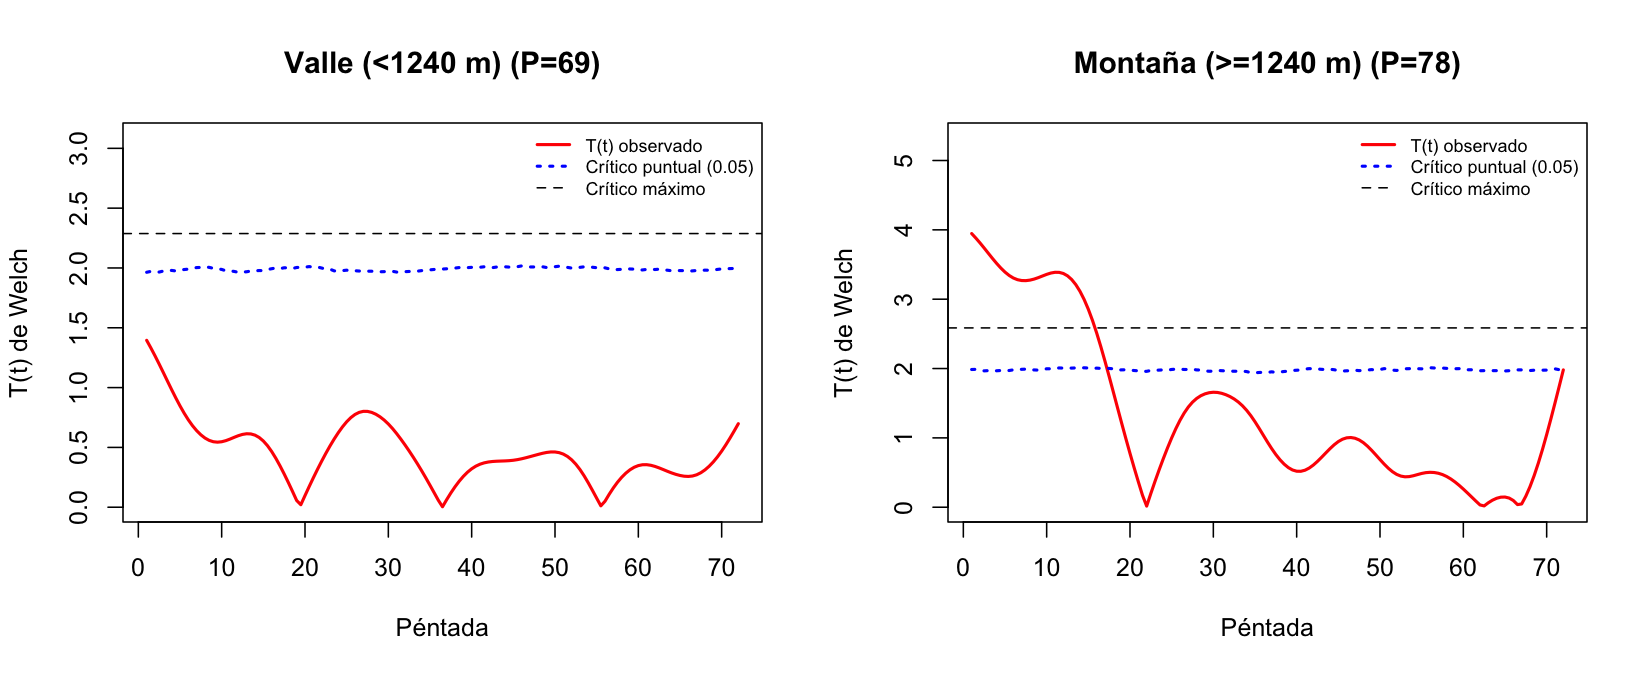 Valle (<1240 m) (P=69)
T(t) observado
Crítico puntual (0.05)
Crítico máximo
T(t) de Welch
0.0 0.5 1.0 1.5 2.0 2.5 3.0
0 10 20 30 40 50 60 70
Péntada
Montaña (>=1240 m) (P=78)
T(t) observado
Crítico puntual (0.05)
Crítico máximo
T(t) de Welch
0 1 2 3 4 5
0 10 20 30 40 50 60 70
Péntada